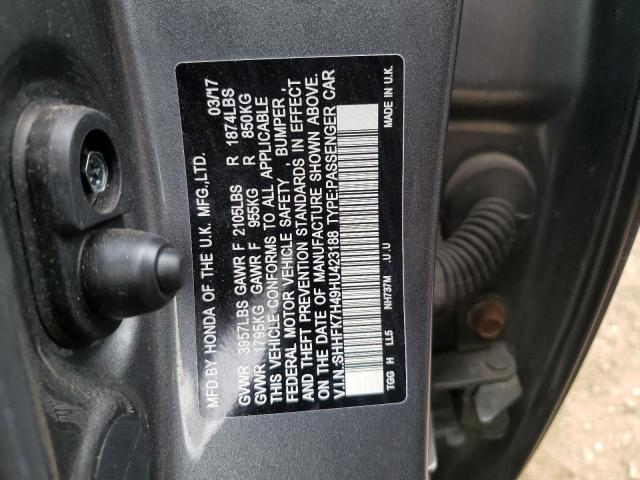 MFD.BY HONDA OF THE U.K. MFG.,LTD. 03/17
GVWR 3957LBS GAWR F 2105LBS R 1874LBS
GVWR 1795KG GAWR F 955KG R 850KG
THIS VEHICLE CONFORMS TO ALL APPLICABLE
FEDERAL MOTOR VEHICLE SAFETY , BUMPER ,
AND THEFT PREVENTION STANDARDS IN EFFECT
ON THE DATE OF MANUFACTURE SHOWN ABOVE.
V.I.N.SHHFK7H49HU423188 TYPE:PASSENGER CAR
TGG H LL5 NH737M .U.U MADE IN U.K.